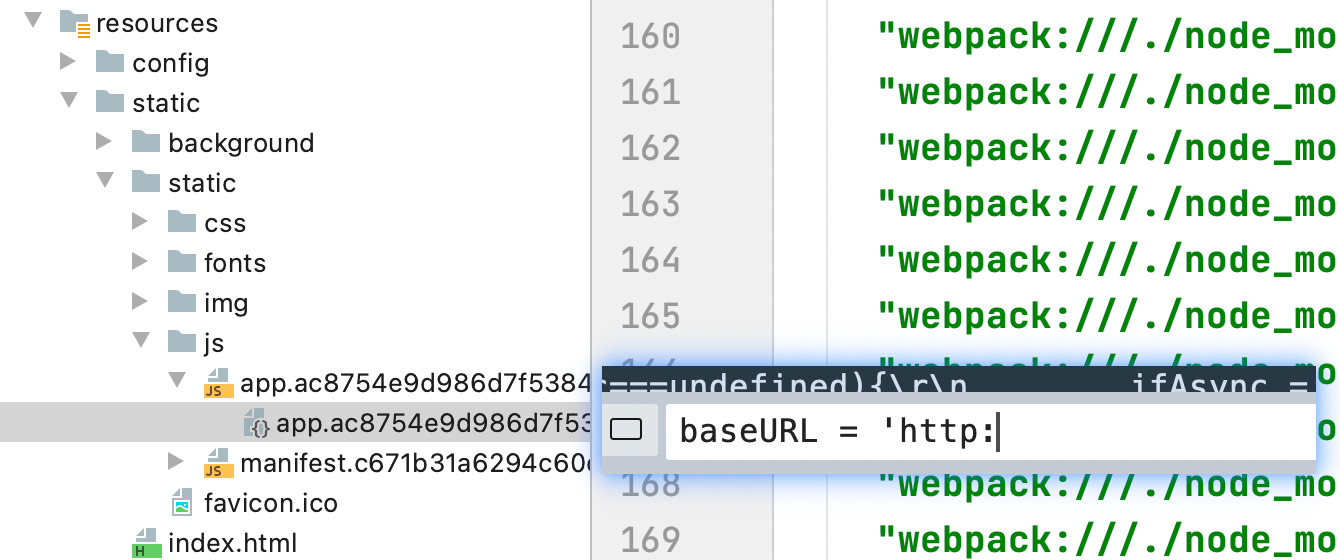 resources
config
static
background
static
css
fonts
img
js
app.ac8754e9d986d7f5384
app.ac8754e9d986d7f53
manifest.c671b31a6294c60
favicon.ico
index.html
160 "webpack:///./node_mo
161 "webpack:///./node_mo
162 "webpack:///./node_mo
163 "webpack:///./node_mo
164 "webpack:///./node_mo
165 "webpack:///./node_mo
===undefined){\r\n ifAsync =
baseURL = 'http:
168 "webpack:///./node_mo
169 "webpack:///./node_mo